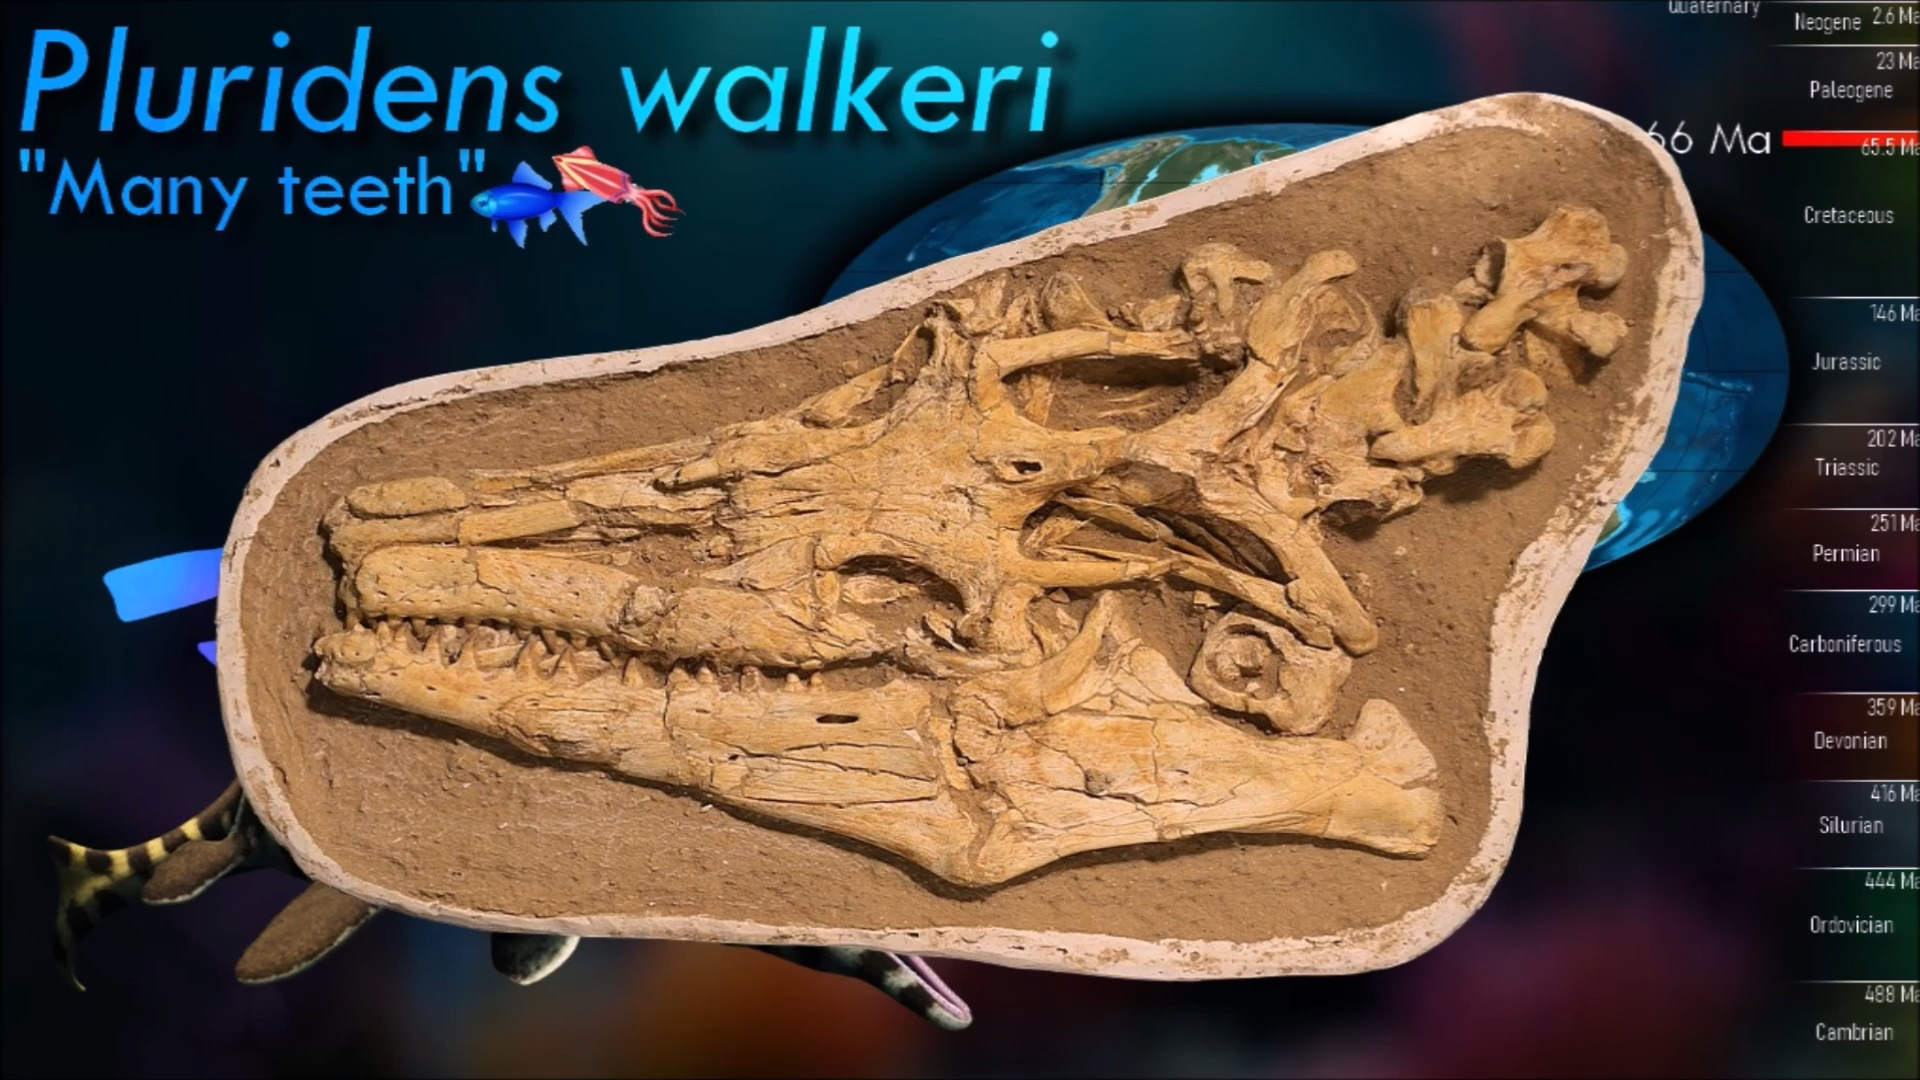 Pluridens walkeri
"Many teeth"
Quaternary
2.6 Ma
Neogene
23 Ma
Paleogene
66 Ma
65.5 Ma
Cretaceous
146 Ma
Jurassic
202 Ma
Triassic
251 Ma
Permian
299 Ma
Carboniferous
359 Ma
Devonian
416 Ma
Silurian
444 Ma
Ordovician
488 Ma
Cambrian